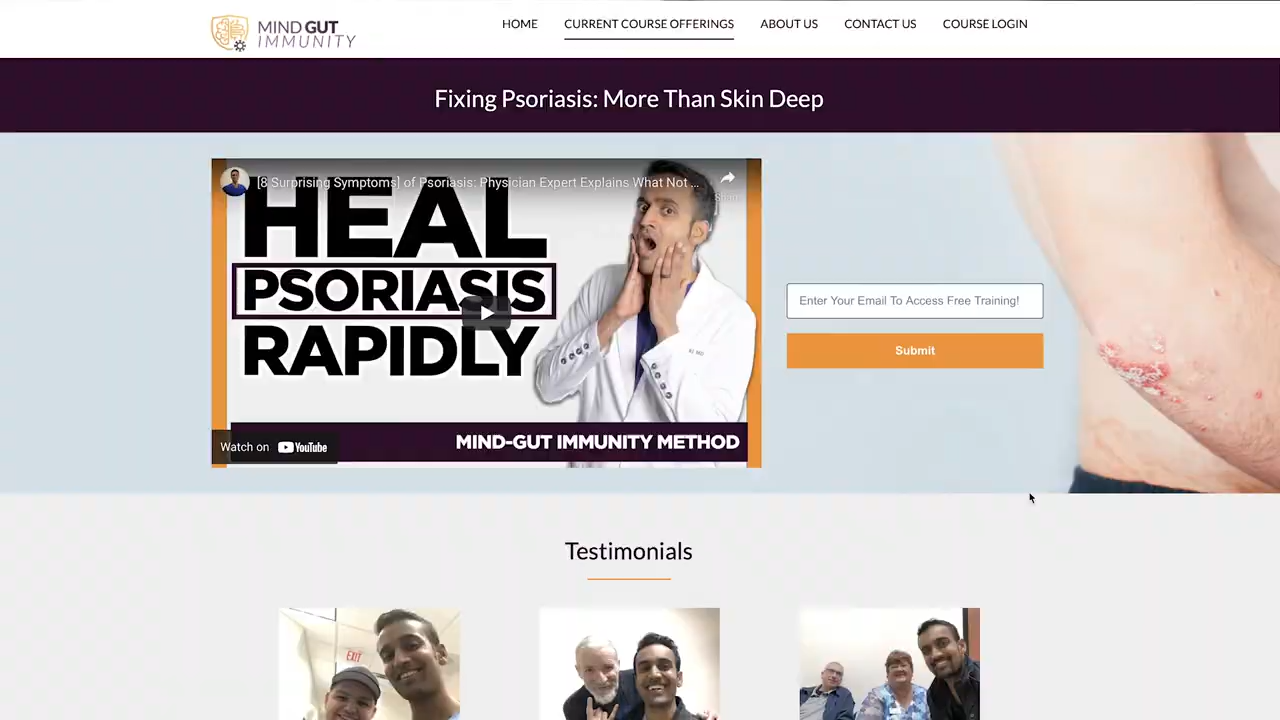 MIND GUT
IMMUNITY
HOME
CURRENT COURSE OFFERINGS
ABOUT US
CONTACT US
COURSE LOGIN
Fixing Psoriasis: More Than Skin Deep
[8 Surprising Symptoms] of Psoriasis: Physician Expert Explains What Not ...
HEAL
PSORIASIS
RAPIDLY
MIND-GUT IMMUNITY METHOD
Watch on YouTube
Enter Your Email To Access Free Training!
Submit
Testimonials
EXIT